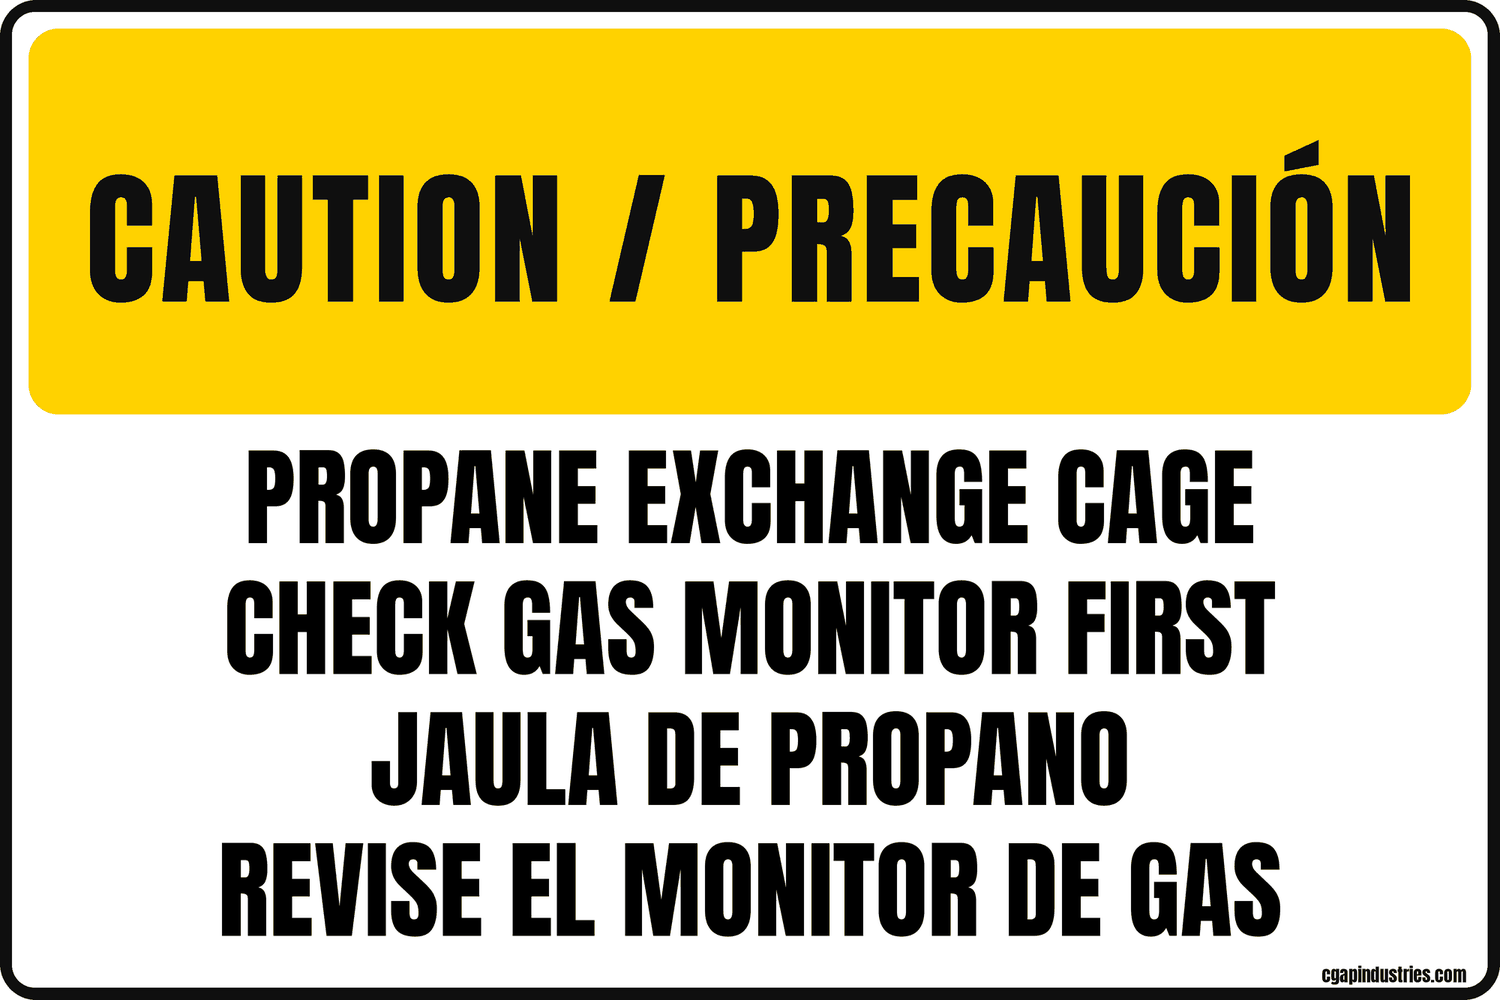 CAUTION / PRECAUCIÓN
PROPANE EXCHANGE CAGE
CHECK GAS MONITOR FIRST
JAULA DE PROPANO
REVISE EL MONITOR DE GAS
cgapindustries.com